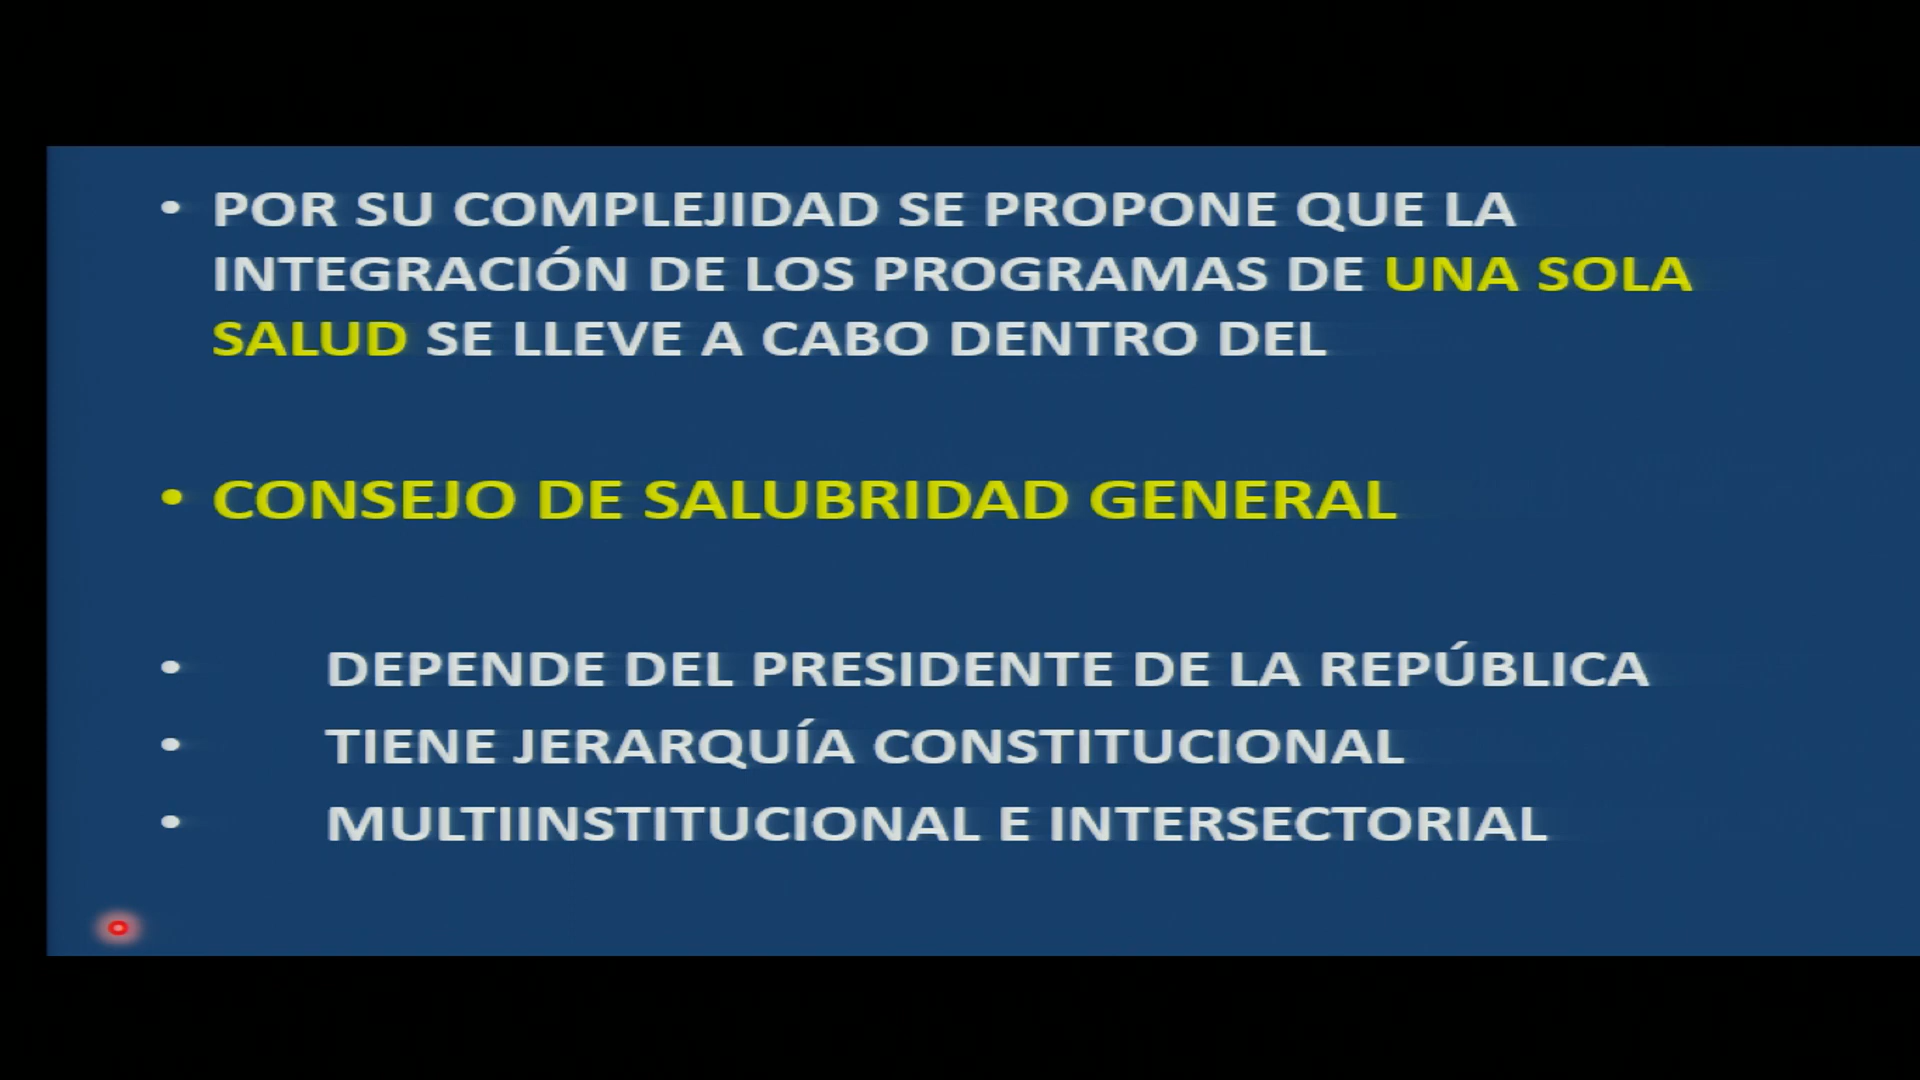 • POR SU COMPLEJIDAD SE PROPONE QUE LA
INTEGRACIÓN DE LOS PROGRAMAS DE UNA SOLA
SALUD SE LLEVE A CABO DENTRO DEL
• CONSEJO DE SALUBRIDAD GENERAL
• DEPENDE DEL PRESIDENTE DE LA REPÚBLICA
• TIENE JERARQUÍA CONSTITUCIONAL
• MULTIINSTITUCIONAL E INTERSECTORIAL